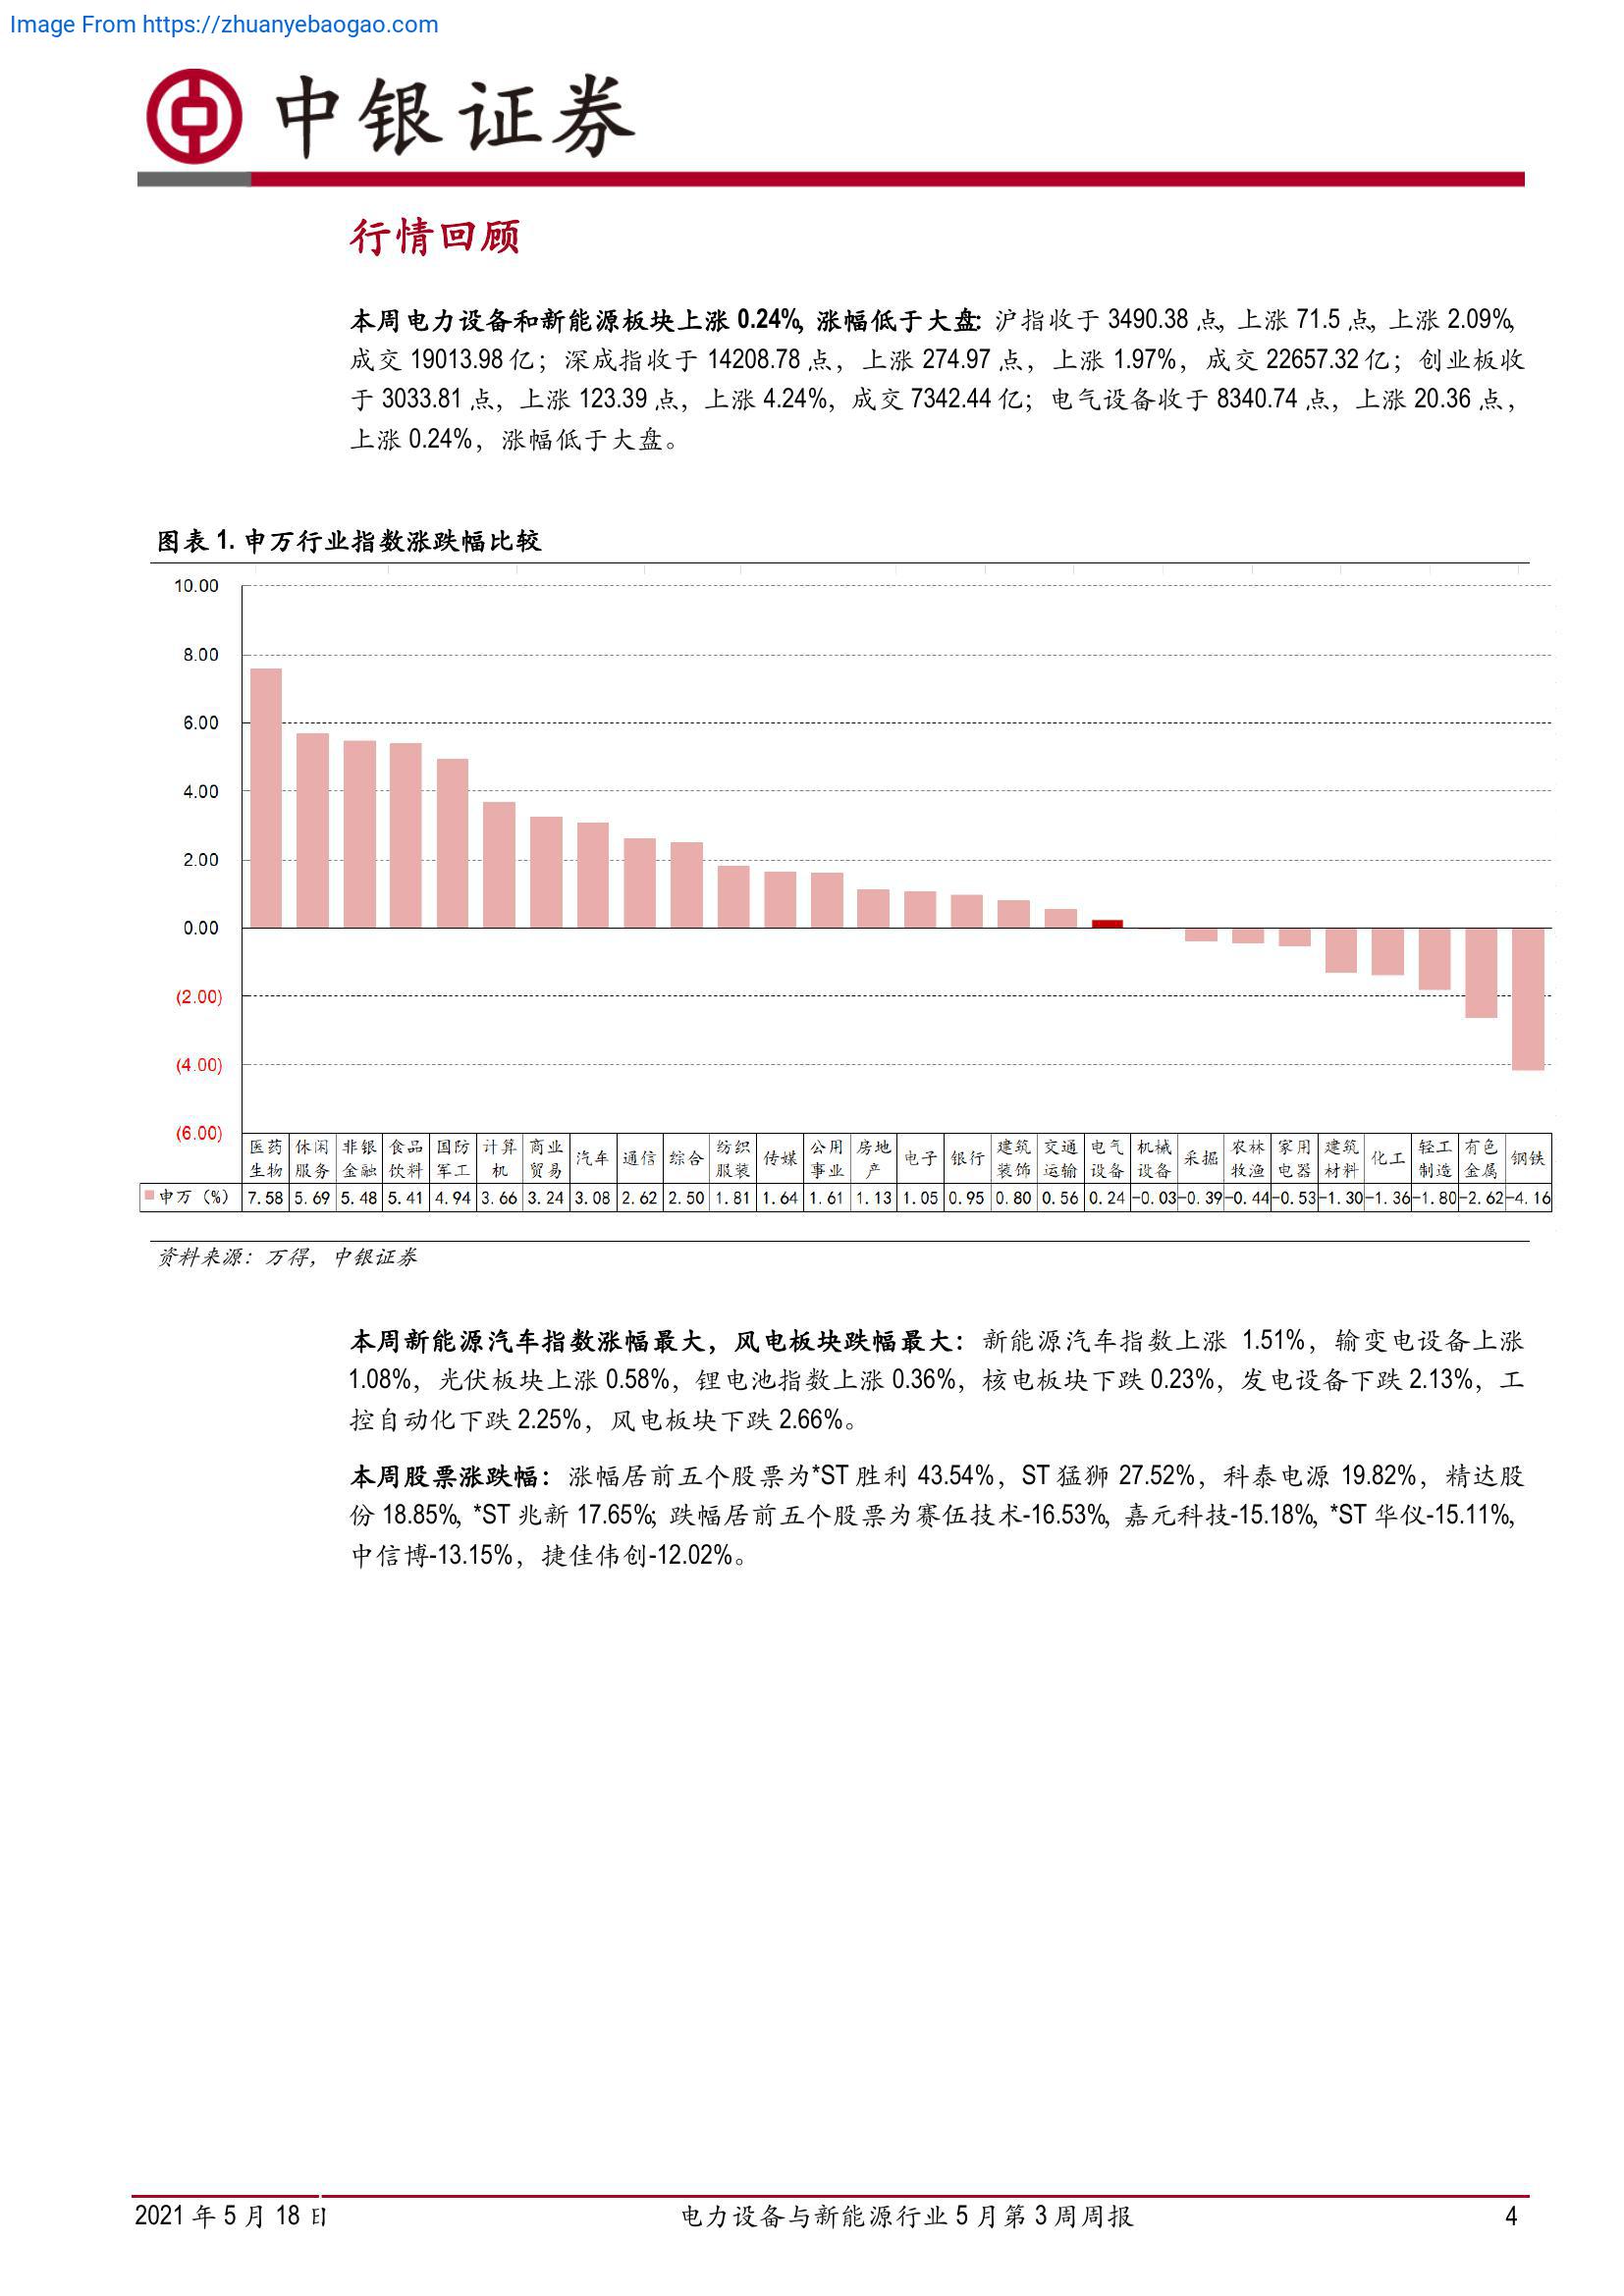 Image From https://zhuanyebaogao.com
中银证券
行情回顾
本周电力设备和新能源板块上涨 0.24%，涨幅低于大盘：沪指收于 3490.38 点，上涨 71.5 点，上涨 2.09%，
成交 19013.98 亿；深成指收于 14208.78 点，上涨 274.97 点，上涨 1.97%，成交 22657.32 亿；创业板收
于 3033.81 点，上涨 123.39 点，上涨 4.24%，成交 7342.44 亿；电气设备收于 8340.74 点，上涨 20.36 点，
上涨 0.24%，涨幅低于大盘。
图表 1. 申万行业指数涨跌幅比较
10.00
8.00
6.00
4.00
2.00
0.00
(2.00)
(4.00)
(6.00)
医药生物 休闲服务 非银金融 食品饮料 国防军工 计算机 商业贸易 汽车 通信 综合 纺织服装 传媒 公用事业 房地产 电子 银行 建筑装饰 交通运输 电气设备 机械设备 采掘 农林牧渔 家用电器 建筑材料 化工 轻工制造 有色金属 钢铁
申万（%） 7.58 5.69 5.48 5.41 4.94 3.66 3.24 3.08 2.62 2.50 1.81 1.64 1.61 1.13 1.05 0.95 0.80 0.56 0.24 -0.03 -0.39 -0.44 -0.53 -1.30 -1.36 -1.80 -2.62 -4.16
资料来源：万得，中银证券
本周新能源汽车指数涨幅最大，风电板块跌幅最大：新能源汽车指数上涨 1.51%，输变电设备上涨
1.08%，光伏板块上涨 0.58%，锂电池指数上涨 0.36%，核电板块下跌 0.23%，发电设备下跌 2.13%，工
控自动化下跌 2.25%，风电板块下跌 2.66%。
本周股票涨跌幅：涨幅居前五个股票为*ST 胜利 43.54%，ST 猛狮 27.52%，科泰电源 19.82%，精达股
份 18.85%，*ST 兆新 17.65%；跌幅居前五个股票为赛伍技术-16.53%，嘉元科技-15.18%，*ST 华仪-15.11%，
中信博-13.15%，捷佳伟创-12.02%。
2021 年 5 月 18 日 电力设备与新能源行业 5 月第 3 周周报 4